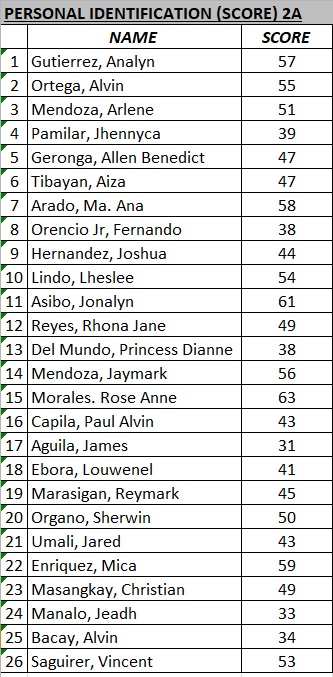 PERSONAL IDENTIFICATION (SCORE) 2A
NAME SCORE
1 Gutierrez, Analyn 57
2 Ortega, Alvin 55
3 Mendoza, Arlene 51
4 Pamilar, Jhennyca 39
5 Geronga, Allen Benedict 47
6 Tibayan, Aiza 47
7 Arado, Ma. Ana 58
8 Orencio Jr, Fernando 38
9 Hernandez, Joshua 44
10 Lindo, Lheslee 54
11 Asibo, Jonalyn 61
12 Reyes, Rhona Jane 49
13 Del Mundo, Princess Dianne 38
14 Mendoza, Jaymark 56
15 Morales. Rose Anne 63
16 Capila, Paul Alvin 43
17 Aguila, James 31
18 Ebora, Louwenel 41
19 Marasigan, Reymark 45
20 Organo, Sherwin 50
21 Umali, Jared 43
22 Enriquez, Mica 59
23 Masangkay, Christian 49
24 Manalo, Jeadh 33
25 Bacay, Alvin 34
26 Saguirer, Vincent 53